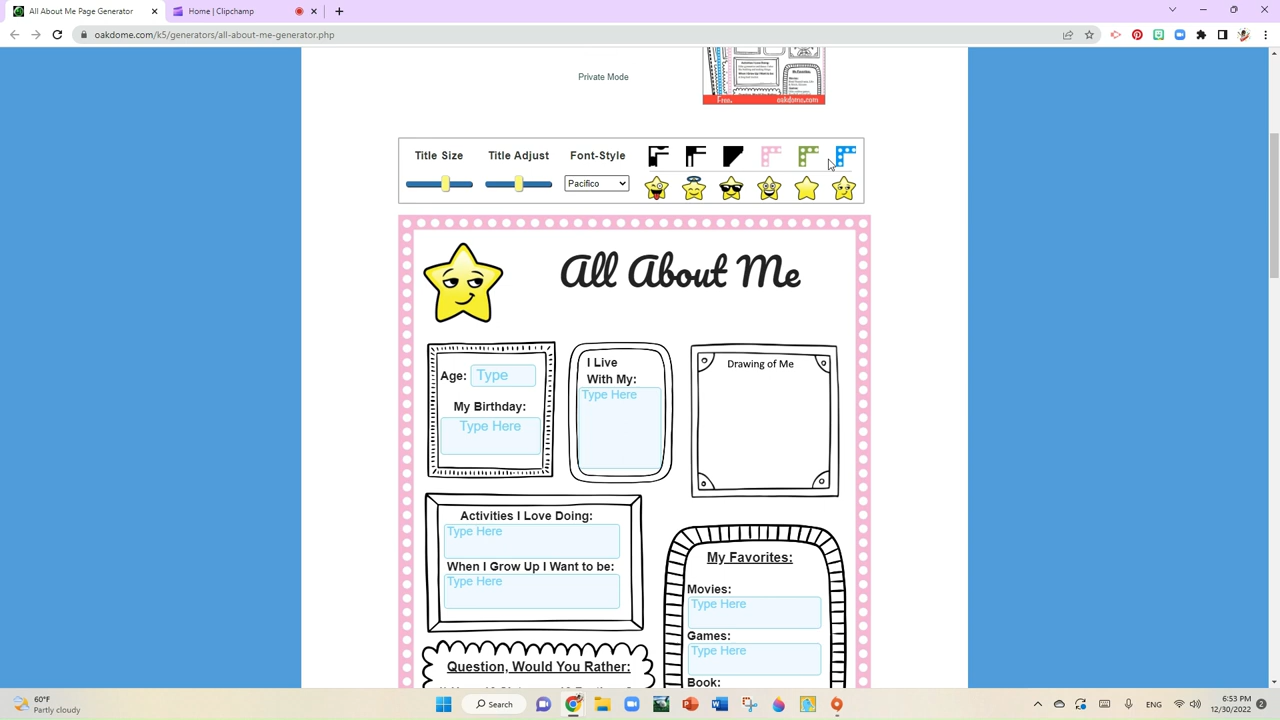 All About Me Page Generator
Home | Clipchamp
oakdome.com/k5/generators/all-about-me-generator.php
Private Mode
Free.
oakdome.com
Title Size
Title Adjust
Font-Style
Pacifico
All About Me
Age: Type
My Birthday:
Type Here
I Live
With My:
Type Here
Drawing of Me
Activities I Love Doing:
Type Here
When I Grow Up I Want to be:
Type Here
My Favorites:
Movies:
Type Here
Games:
Type Here
Book:
Question, Would You Rather:
60°F
Partly cloudy
Search
ENG
6:53 PM
12/30/2022